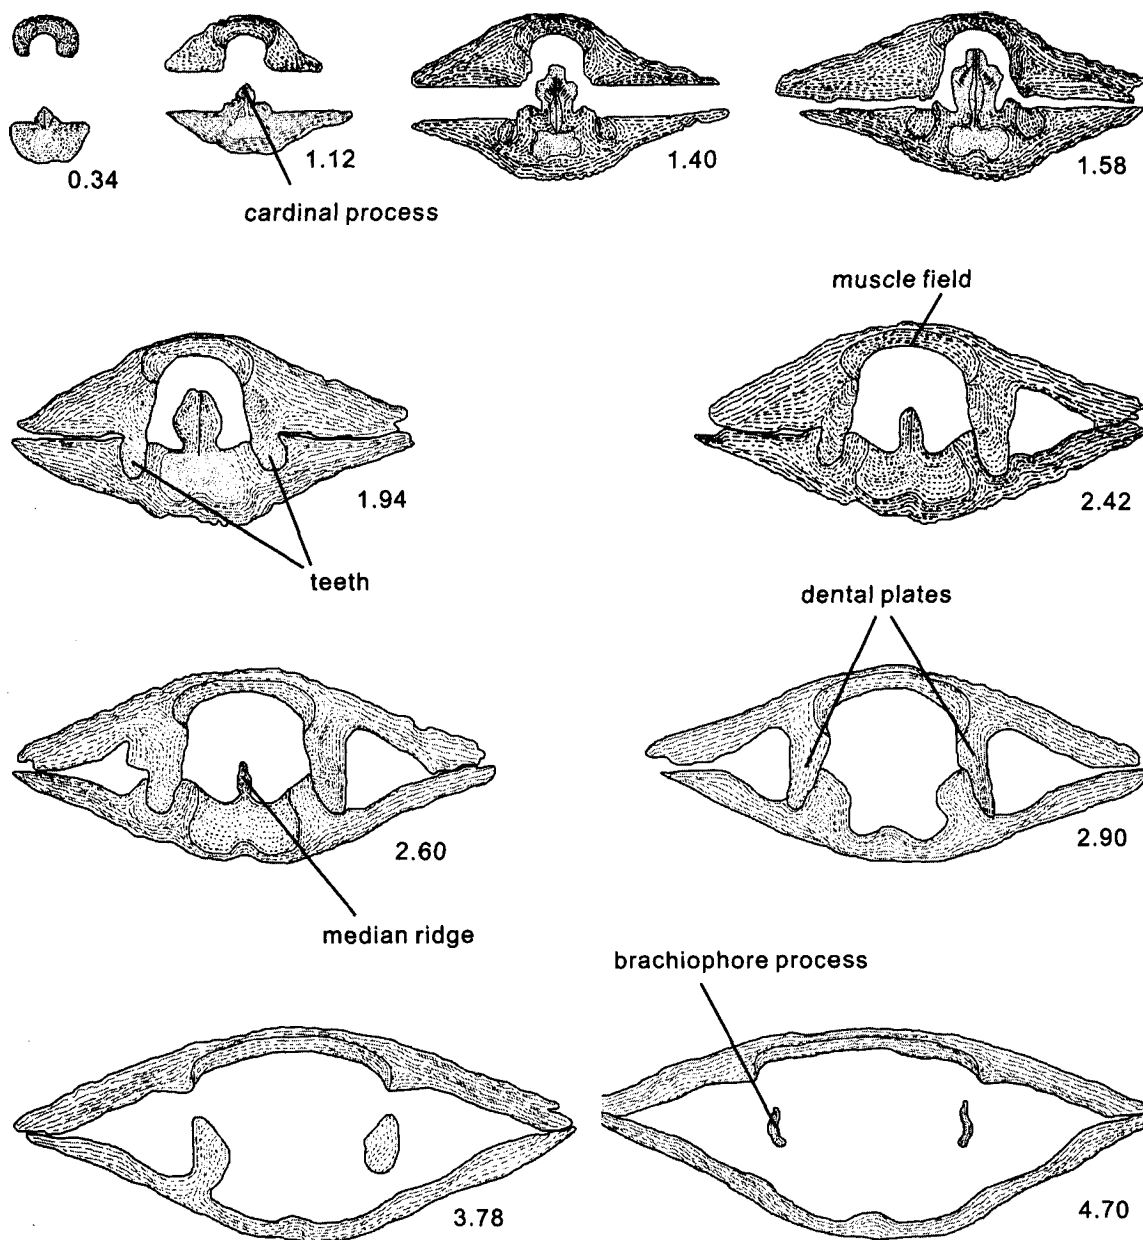 0.34
1.12
1.40
1.58
cardinal process
muscle field
1.94
2.42
teeth
dental plates
2.60
2.90
median ridge
brachiophore process
3.78
4.70